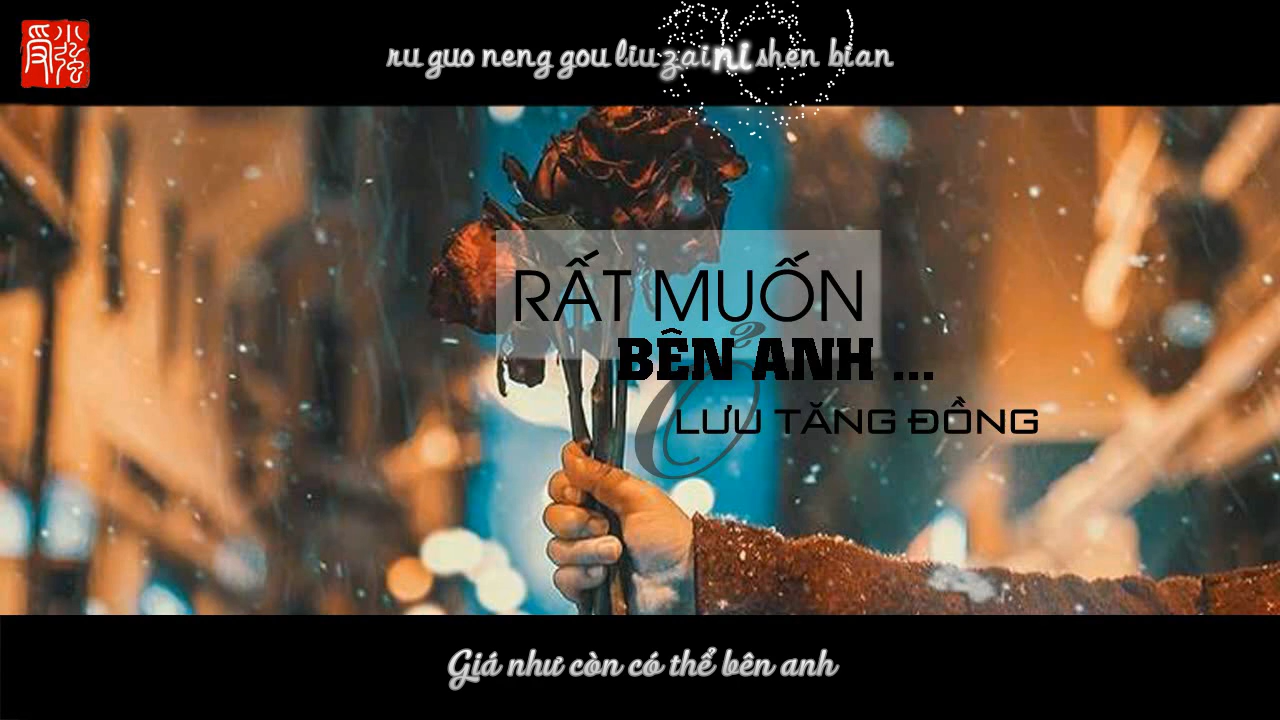 ru guo neng gou liu zai ni shen bian
RẤT MUỐN
Ở
BÊN ANH ...
LƯU TĂNG ĐỒNG
Giá như còn có thể bên anh